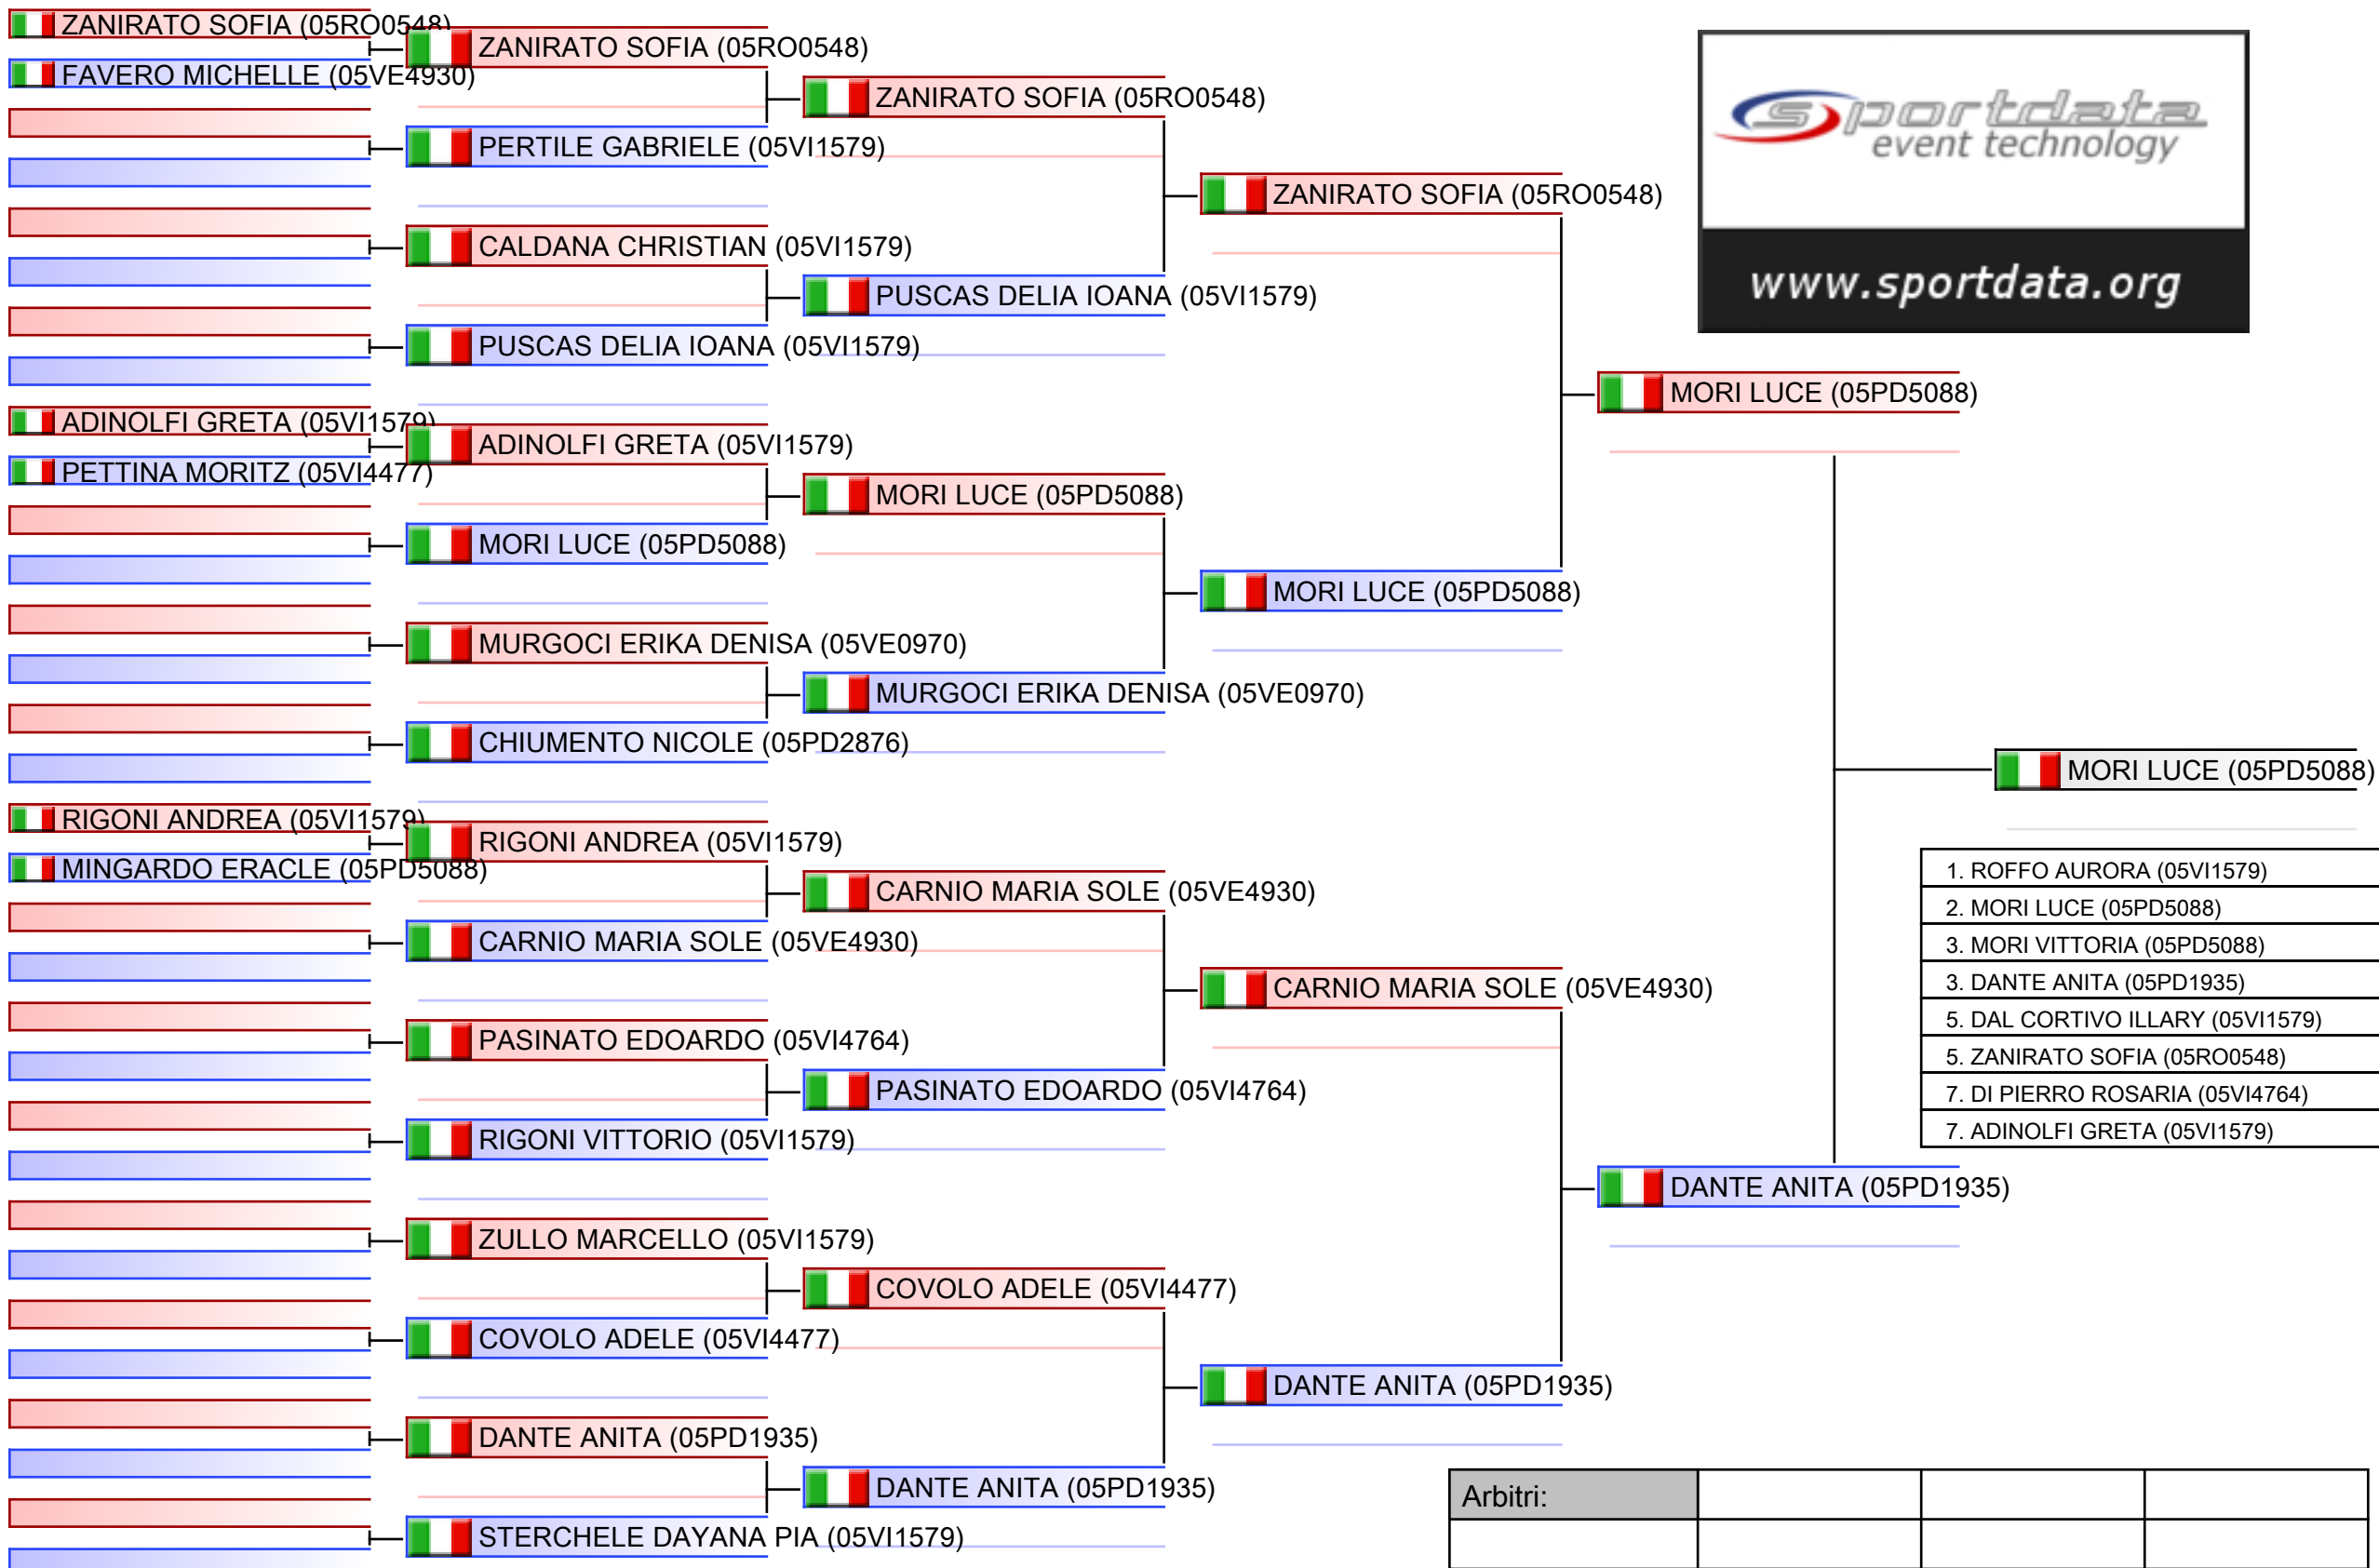 ZANIRATO SOFIA (05RO0548)
FAVERO MICHELLE (05VE4930)
ADINOLFI GRETA (05VI1579)
PETTINA MORITZ (05VI4477)
RIGONI ANDREA (05VI1579)
MINGARDO ERACLE (05PD5088)
ZANIRATO SOFIA (05RO0548)
PERTILE GABRIELE (05VI1579)
CALDANA CHRISTIAN (05VI1579)
PUSCAS DELIA IOANA (05VI1579)
ADINOLFI GRETA (05VI1579)
MORI LUCE (05PD5088)
MURGOCI ERIKA DENISA (05VE0970)
CHIUMENTO NICOLE (05PD2876)
RIGONI ANDREA (05VI1579)
CARNIO MARIA SOLE (05VE4930)
PASINATO EDOARDO (05VI4764)
RIGONI VITTORIO (05VI1579)
ZULLO MARCELLO (05VI1579)
COVOLO ADELE (05VI4477)
DANTE ANITA (05PD1935)
STERCHELE DAYANA PIA (05VI1579)
ZANIRATO SOFIA (05RO0548)
PUSCAS DELIA IOANA (05VI1579)
MORI LUCE (05PD5088)
MURGOCI ERIKA DENISA (05VE0970)
CARNIO MARIA SOLE (05VE4930)
PASINATO EDOARDO (05VI4764)
COVOLO ADELE (05VI4477)
DANTE ANITA (05PD1935)
ZANIRATO SOFIA (05RO0548)
MORI LUCE (05PD5088)
CARNIO MARIA SOLE (05VE4930)
DANTE ANITA (05PD1935)
MORI LUCE (05PD5088)
DANTE ANITA (05PD1935)
MORI LUCE (05PD5088)
sportdata
event technology
www.sportdata.org
1. ROFFO AURORA (05VI1579)
2. MORI LUCE (05PD5088)
3. MORI VITTORIA (05PD5088)
3. DANTE ANITA (05PD1935)
5. DAL CORTIVO ILLARY (05VI1579)
5. ZANIRATO SOFIA (05RO0548)
7. DI PIERRO ROSARIA (05VI4764)
7. ADINOLFI GRETA (05VI1579)
Arbitri: